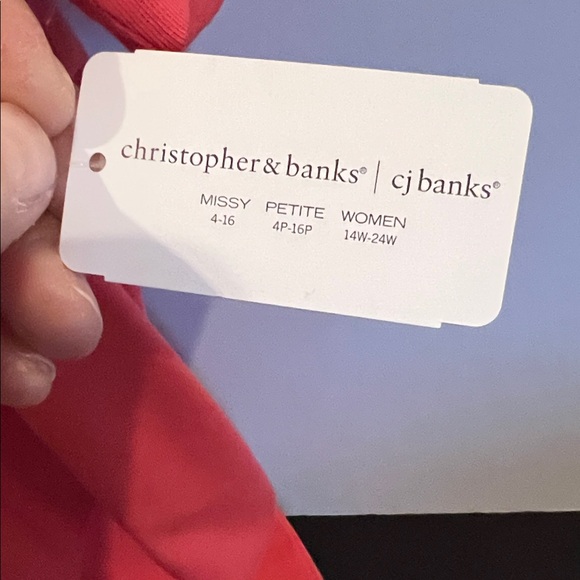 christopher & banks® | cj banks®
MISSY PETITE WOMEN
4-16 4P-16P 14W-24W